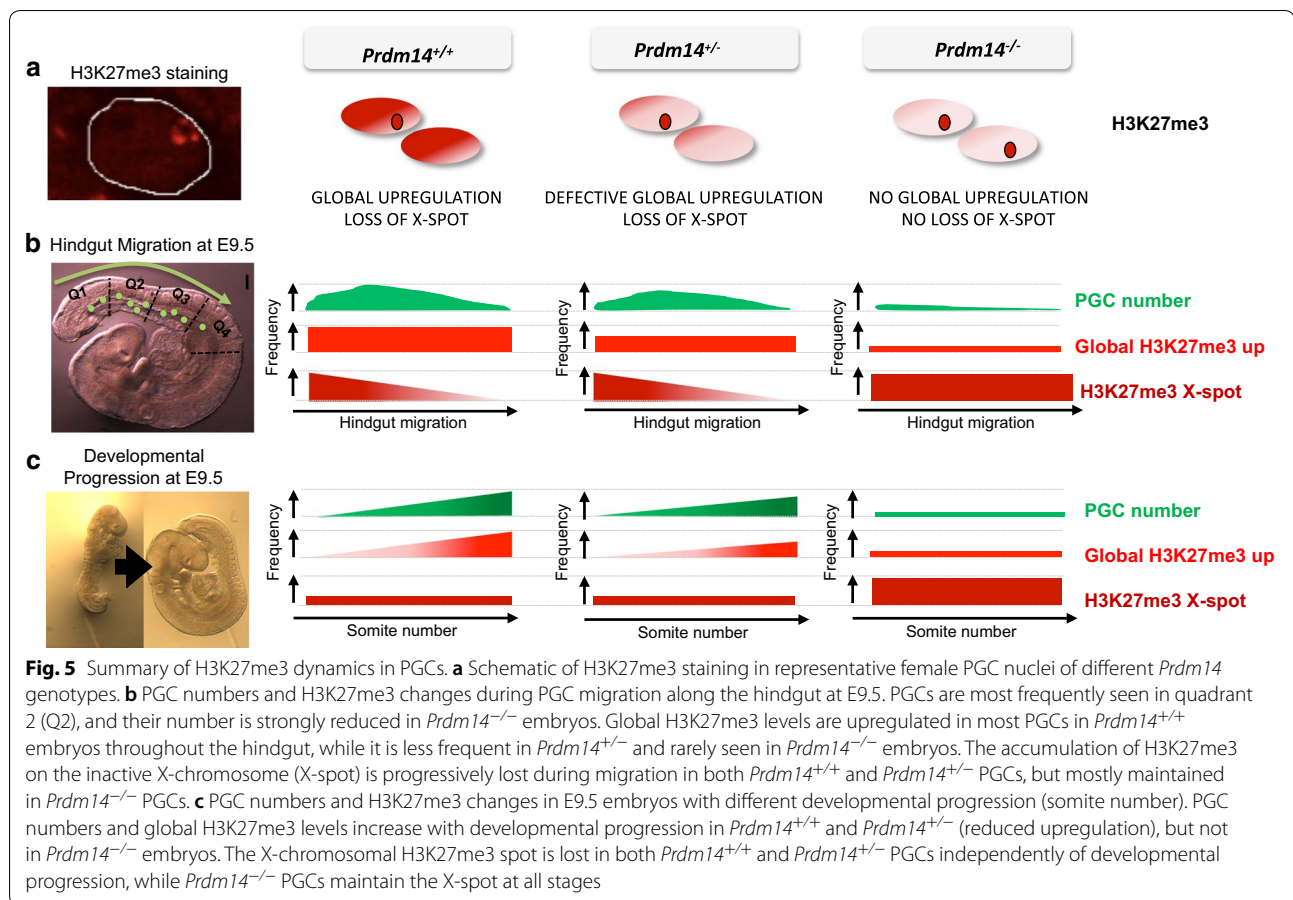 Prdm14+/+
Prdm14+/-
Prdm14-/-
a
H3K27me3 staining
H3K27me3
GLOBAL UPREGULATION
LOSS OF X-SPOT
DEFECTIVE GLOBAL UPREGULATION
LOSS OF X-SPOT
NO GLOBAL UPREGULATION
NO LOSS OF X-SPOT
b
Hindgut Migration at E9.5
Q1
Q2
Q3
Q4
Frequency
Frequency
Frequency
PGC number
Global H3K27me3 up
H3K27me3 X-spot
Hindgut migration
Hindgut migration
Hindgut migration
c
Developmental
Progression at E9.5
Frequency
Frequency
Frequency
PGC number
Global H3K27me3 up
H3K27me3 X-spot
Somite number
Somite number
Somite number
Fig. 5 Summary of H3K27me3 dynamics in PGCs. a Schematic of H3K27me3 staining in representative female PGC nuclei of different Prdm14
genotypes. b PGC numbers and H3K27me3 changes during PGC migration along the hindgut at E9.5. PGCs are most frequently seen in quadrant
2 (Q2), and their number is strongly reduced in Prdm14−/− embryos. Global H3K27me3 levels are upregulated in most PGCs in Prdm14+/+
embryos throughout the hindgut, while it is less frequent in Prdm14+/− and rarely seen in Prdm14−/− embryos. The accumulation of H3K27me3
on the inactive X-chromosome (X-spot) is progressively lost during migration in both Prdm14+/+ and Prdm14+/− PGCs, but mostly maintained
in Prdm14−/− PGCs. c PGC numbers and H3K27me3 changes in E9.5 embryos with different developmental progression (somite number). PGC
numbers and global H3K27me3 levels increase with developmental progression in Prdm14+/+ and Prdm14+/− (reduced upregulation), but not
in Prdm14−/− embryos. The X-chromosomal H3K27me3 spot is lost in both Prdm14+/+ and Prdm14+/− PGCs independently of developmental
progression, while Prdm14−/− PGCs maintain the X-spot at all stages